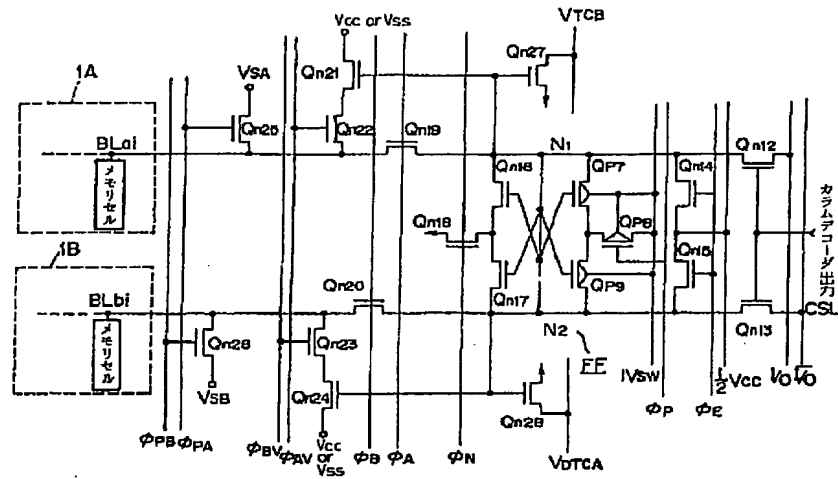 VCC or VSS
VTCB
Qn27
1A
VSA
Qn21
Qn25
Qn22
Qn19
N1
Qn12
BLai
メモリセル
Qn16
QP7
Qn14
Qn18
QP8
カラムデコーダ出力
1B
Qn20
Qn17
QP9
Qn15
BLbi
メモリセル
CSL
N2
Qn13
Qn23
Qn28
VSB
Qn24
FF
IVSW
ΦP
ΦE
1/2 VCC
I/O
I/O
Qn28
ΦPB
ΦPA
ΦBV
ΦAV
VCC or VSS
ΦB
ΦA
ΦN
VDTCA